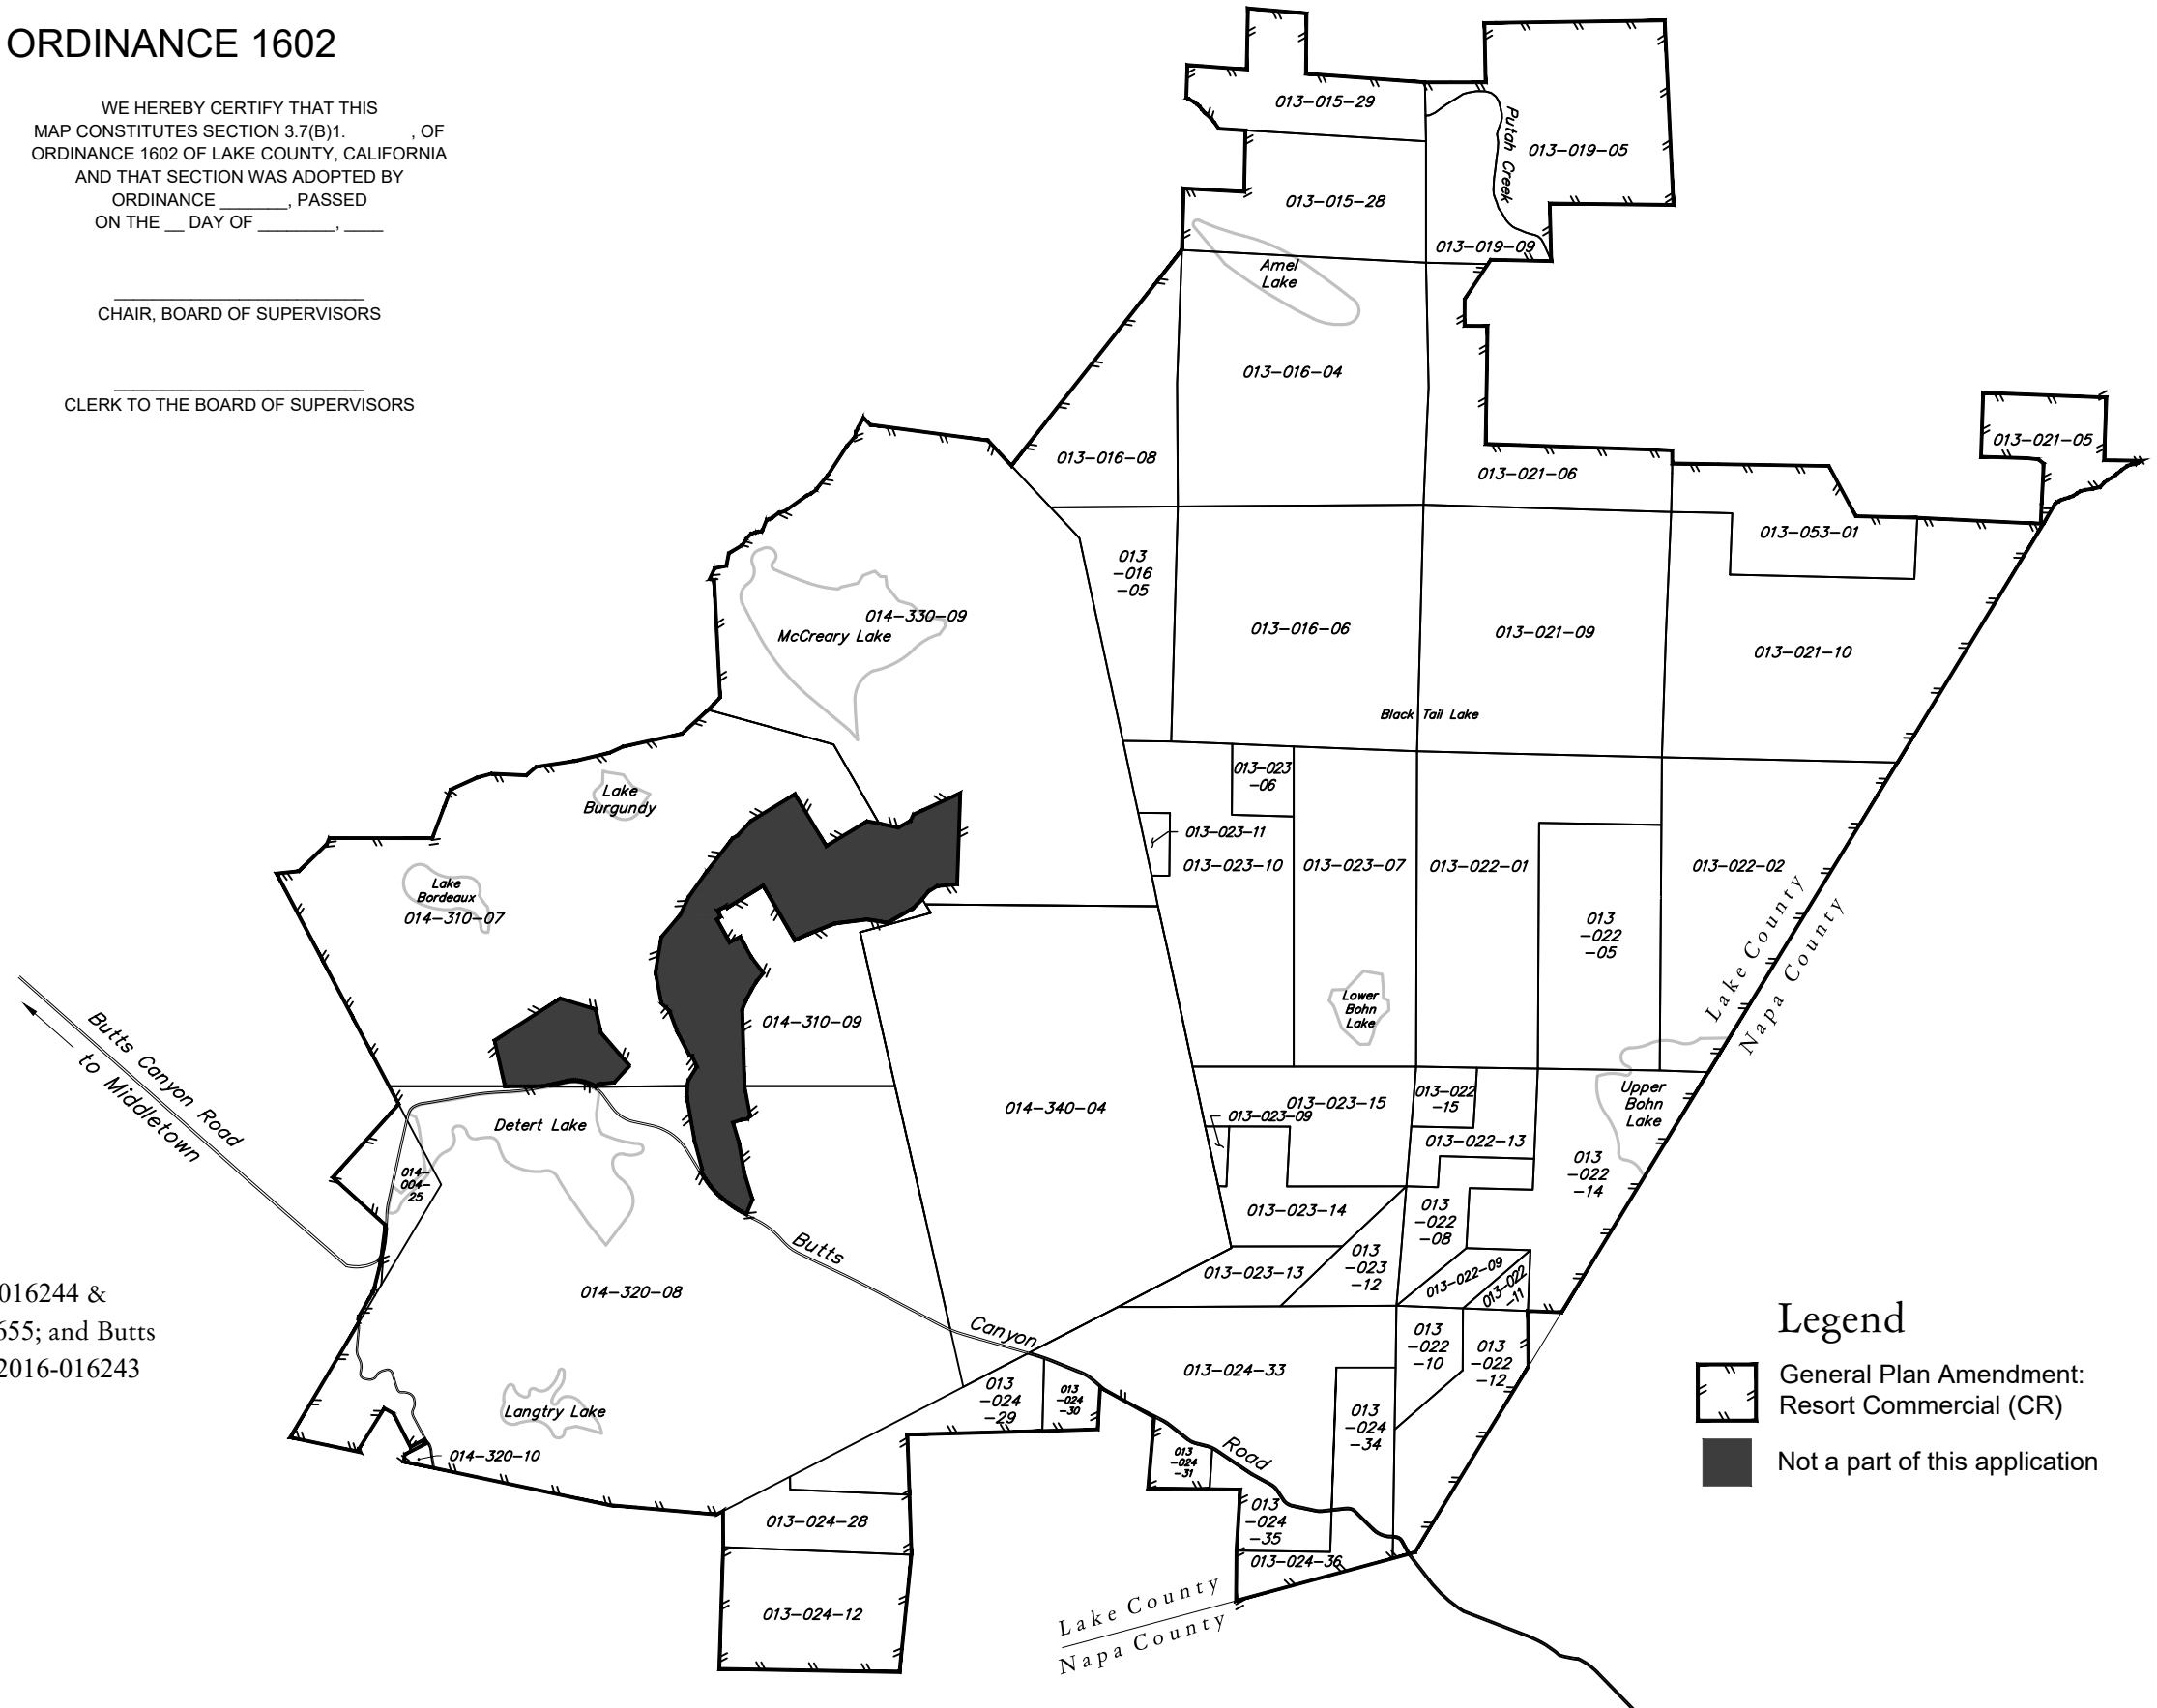 ORDINANCE 1602
WE HEREBY CERTIFY THAT THIS
MAP CONSTITUTES SECTION 3.7(B)1. , OF
ORDINANCE 1602 OF LAKE COUNTY, CALIFORNIA
AND THAT SECTION WAS ADOPTED BY
ORDINANCE _______, PASSED
ON THE __ DAY OF ________, ____
CHAIR, BOARD OF SUPERVISORS
CLERK TO THE BOARD OF SUPERVISORS
013-015-29
Putah Creek
013-019-05
013-015-28
013-019-09
Amel
Lake
013-016-04
013-016-08
013-021-06
013-021-05
013-053-01
013
-016
-05
014-330-09
McCreary Lake
013-016-06
013-021-09
013-021-10
Black Tail Lake
013-023
-06
Lake
Burgundy
013-023-11
013-023-10
013-023-07
013-022-01
013-022-02
Lake
Bordeaux
014-310-07
013
-022
-05
Lake County
Napa County
Lower
Bohn
Lake
014-310-09
Butts Canyon Road
to Middletown
Detert Lake
014-340-04
013-023-15
013-023-09
013-022
-15
Upper
Bohn
Lake
013-022-13
014-
004-
25
013
-022
-14
013-023-14
013
-022
-08
Butts
013-023-13
013
-023
-12
013-022-09
013-022
-11
014-320-08
016244 &
655; and Butts
2016-016243
Canyon
013
-022
-10
013
-022
-12
013-024-33
013
-024
-29
013
-024
-30
013
-024
-34
Langtry Lake
014-320-10
Road
013
-024
-31
013
-024
-35
013-024-28
013-024-36
013-024-12
Lake County
Napa County
Legend
General Plan Amendment:
Resort Commercial (CR)
Not a part of this application